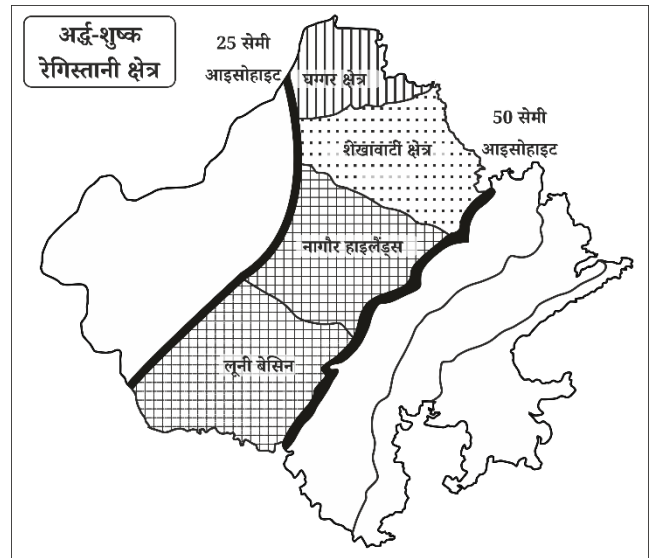 अर्द्ध-शुष्क
रेगिस्तानी क्षेत्र
25 सेमी
आइसोहाइट
घग्गर क्षेत्र
50 सेमी
आइसोहाइट
शेखावाटी क्षेत्र
नागौर हाइलैंड्स
लूनी बेसिन